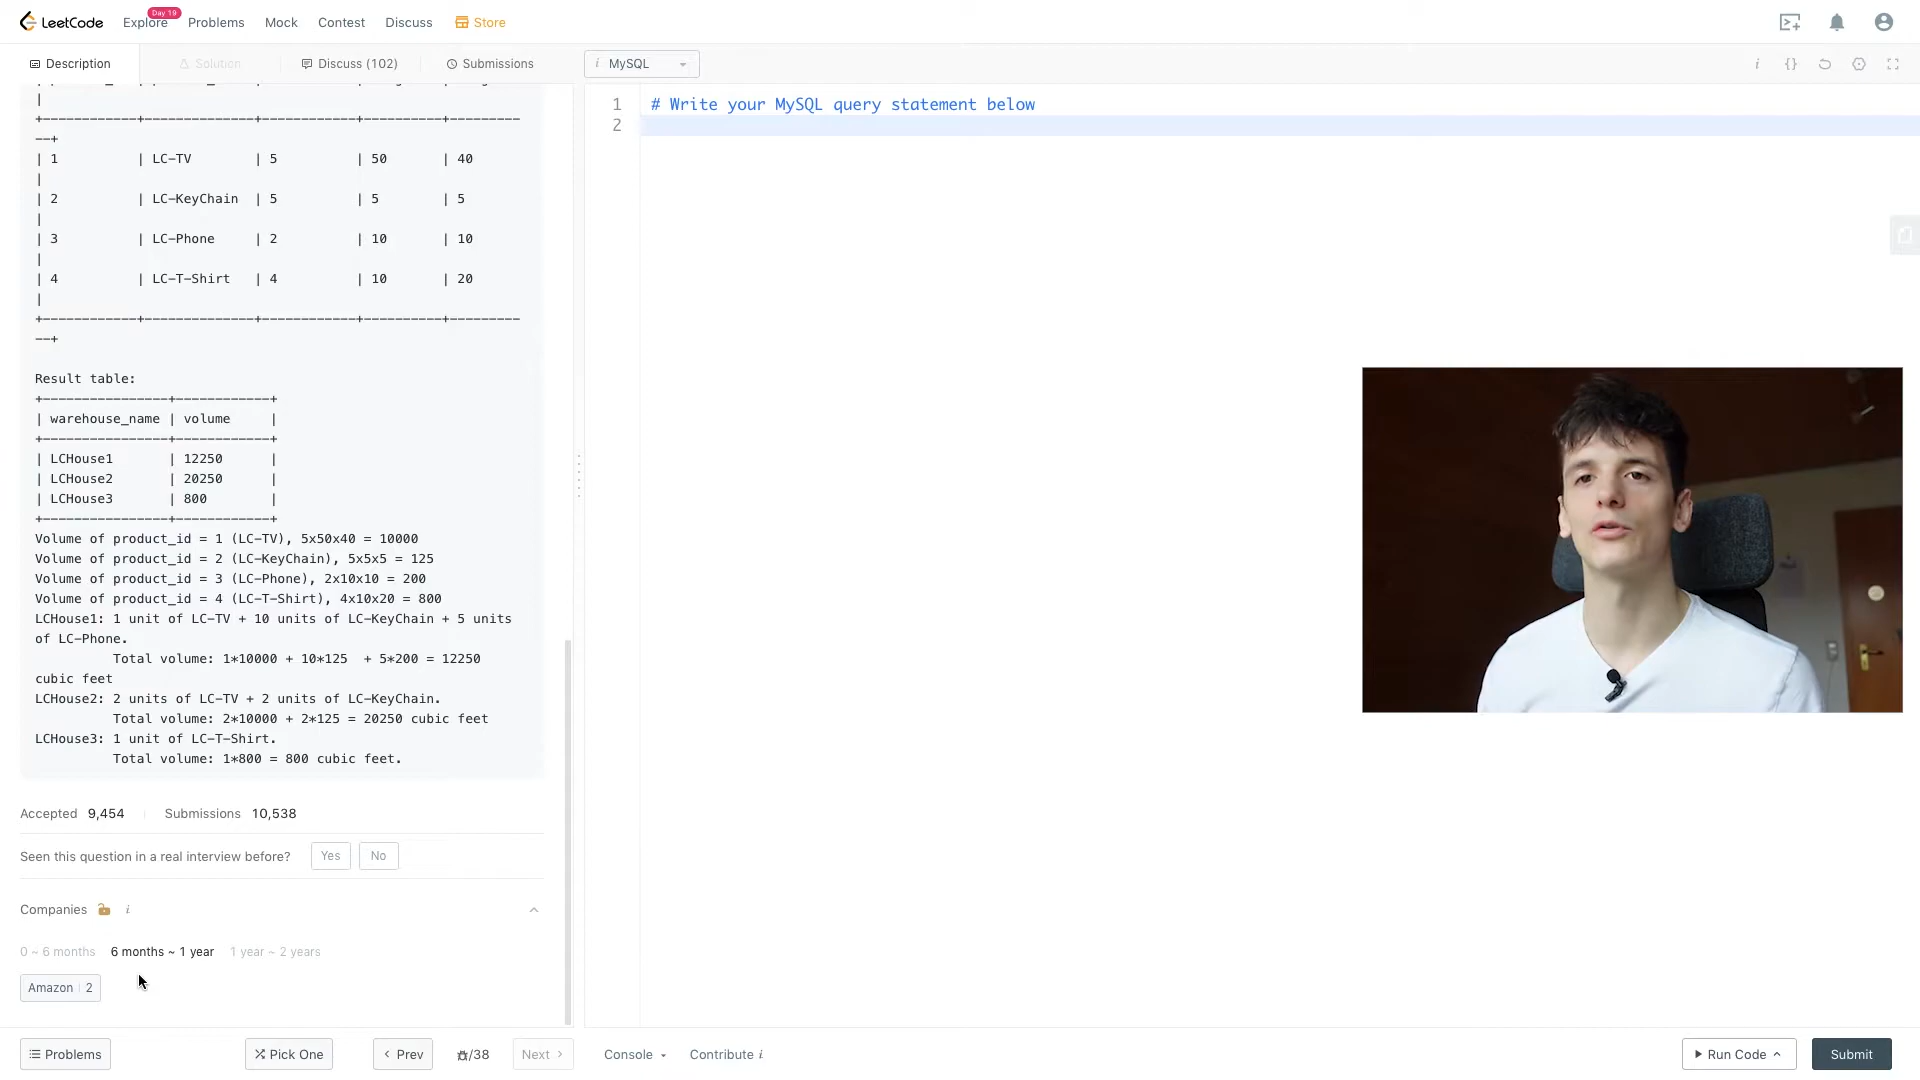 LeetCode
Explore
Day 19
Problems
Mock
Contest
Discuss
Store
Description
Solution
Discuss (102)
Submissions
i MySQL
i {}
|
+------------+--------------+------------+----------+---------
--+
| 1 | LC-TV | 5 | 50 | 40
|
| 2 | LC-KeyChain | 5 | 5 | 5
|
| 3 | LC-Phone | 2 | 10 | 10
|
| 4 | LC-T-Shirt | 4 | 10 | 20
|
+------------+--------------+------------+----------+---------
--+
Result table:
+----------------+------------+
| warehouse_name | volume |
+----------------+------------+
| LCHouse1 | 12250 |
| LCHouse2 | 20250 |
| LCHouse3 | 800 |
+----------------+------------+
Volume of product_id = 1 (LC-TV), 5x50x40 = 10000
Volume of product_id = 2 (LC-KeyChain), 5x5x5 = 125
Volume of product_id = 3 (LC-Phone), 2x10x10 = 200
Volume of product_id = 4 (LC-T-Shirt), 4x10x20 = 800
LCHouse1: 1 unit of LC-TV + 10 units of LC-KeyChain + 5 units
of LC-Phone.
Total volume: 1*10000 + 10*125 + 5*200 = 12250
cubic feet
LCHouse2: 2 units of LC-TV + 2 units of LC-KeyChain.
Total volume: 2*10000 + 2*125 = 20250 cubic feet
LCHouse3: 1 unit of LC-T-Shirt.
Total volume: 1*800 = 800 cubic feet.
Accepted 9,454 Submissions 10,538
Seen this question in a real interview before? Yes No
Companies i
0 ~ 6 months 6 months ~ 1 year 1 year ~ 2 years
Amazon 2
1 # Write your MySQL query statement below
2
Problems
Pick One
Prev
/38
Next
Console
Contribute i
Run Code
Submit